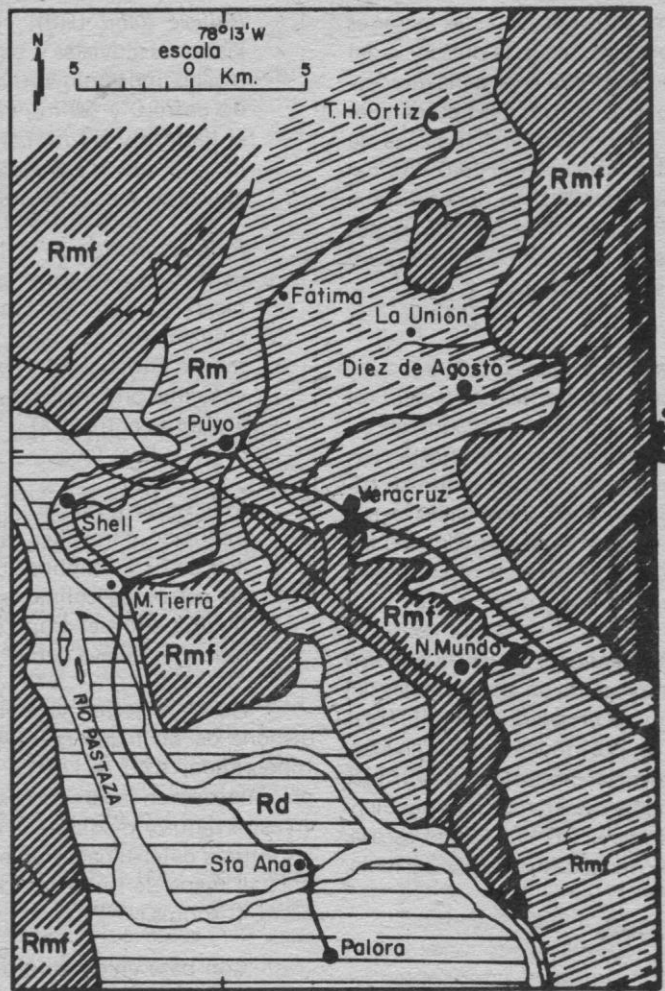 N
78°13'W
escala
5 0 5
Km.
T. H. Ortiz
Rmf
Rmf
Fátima
La Unión
Rm
Diez de Agosto
Puyo
Veracruz
Shell
M. Tierra
Rmf
Rmf
N. Mundo
RIO PASTAZA
Rd
Sta Ana
Rmf
Rmf
Palora